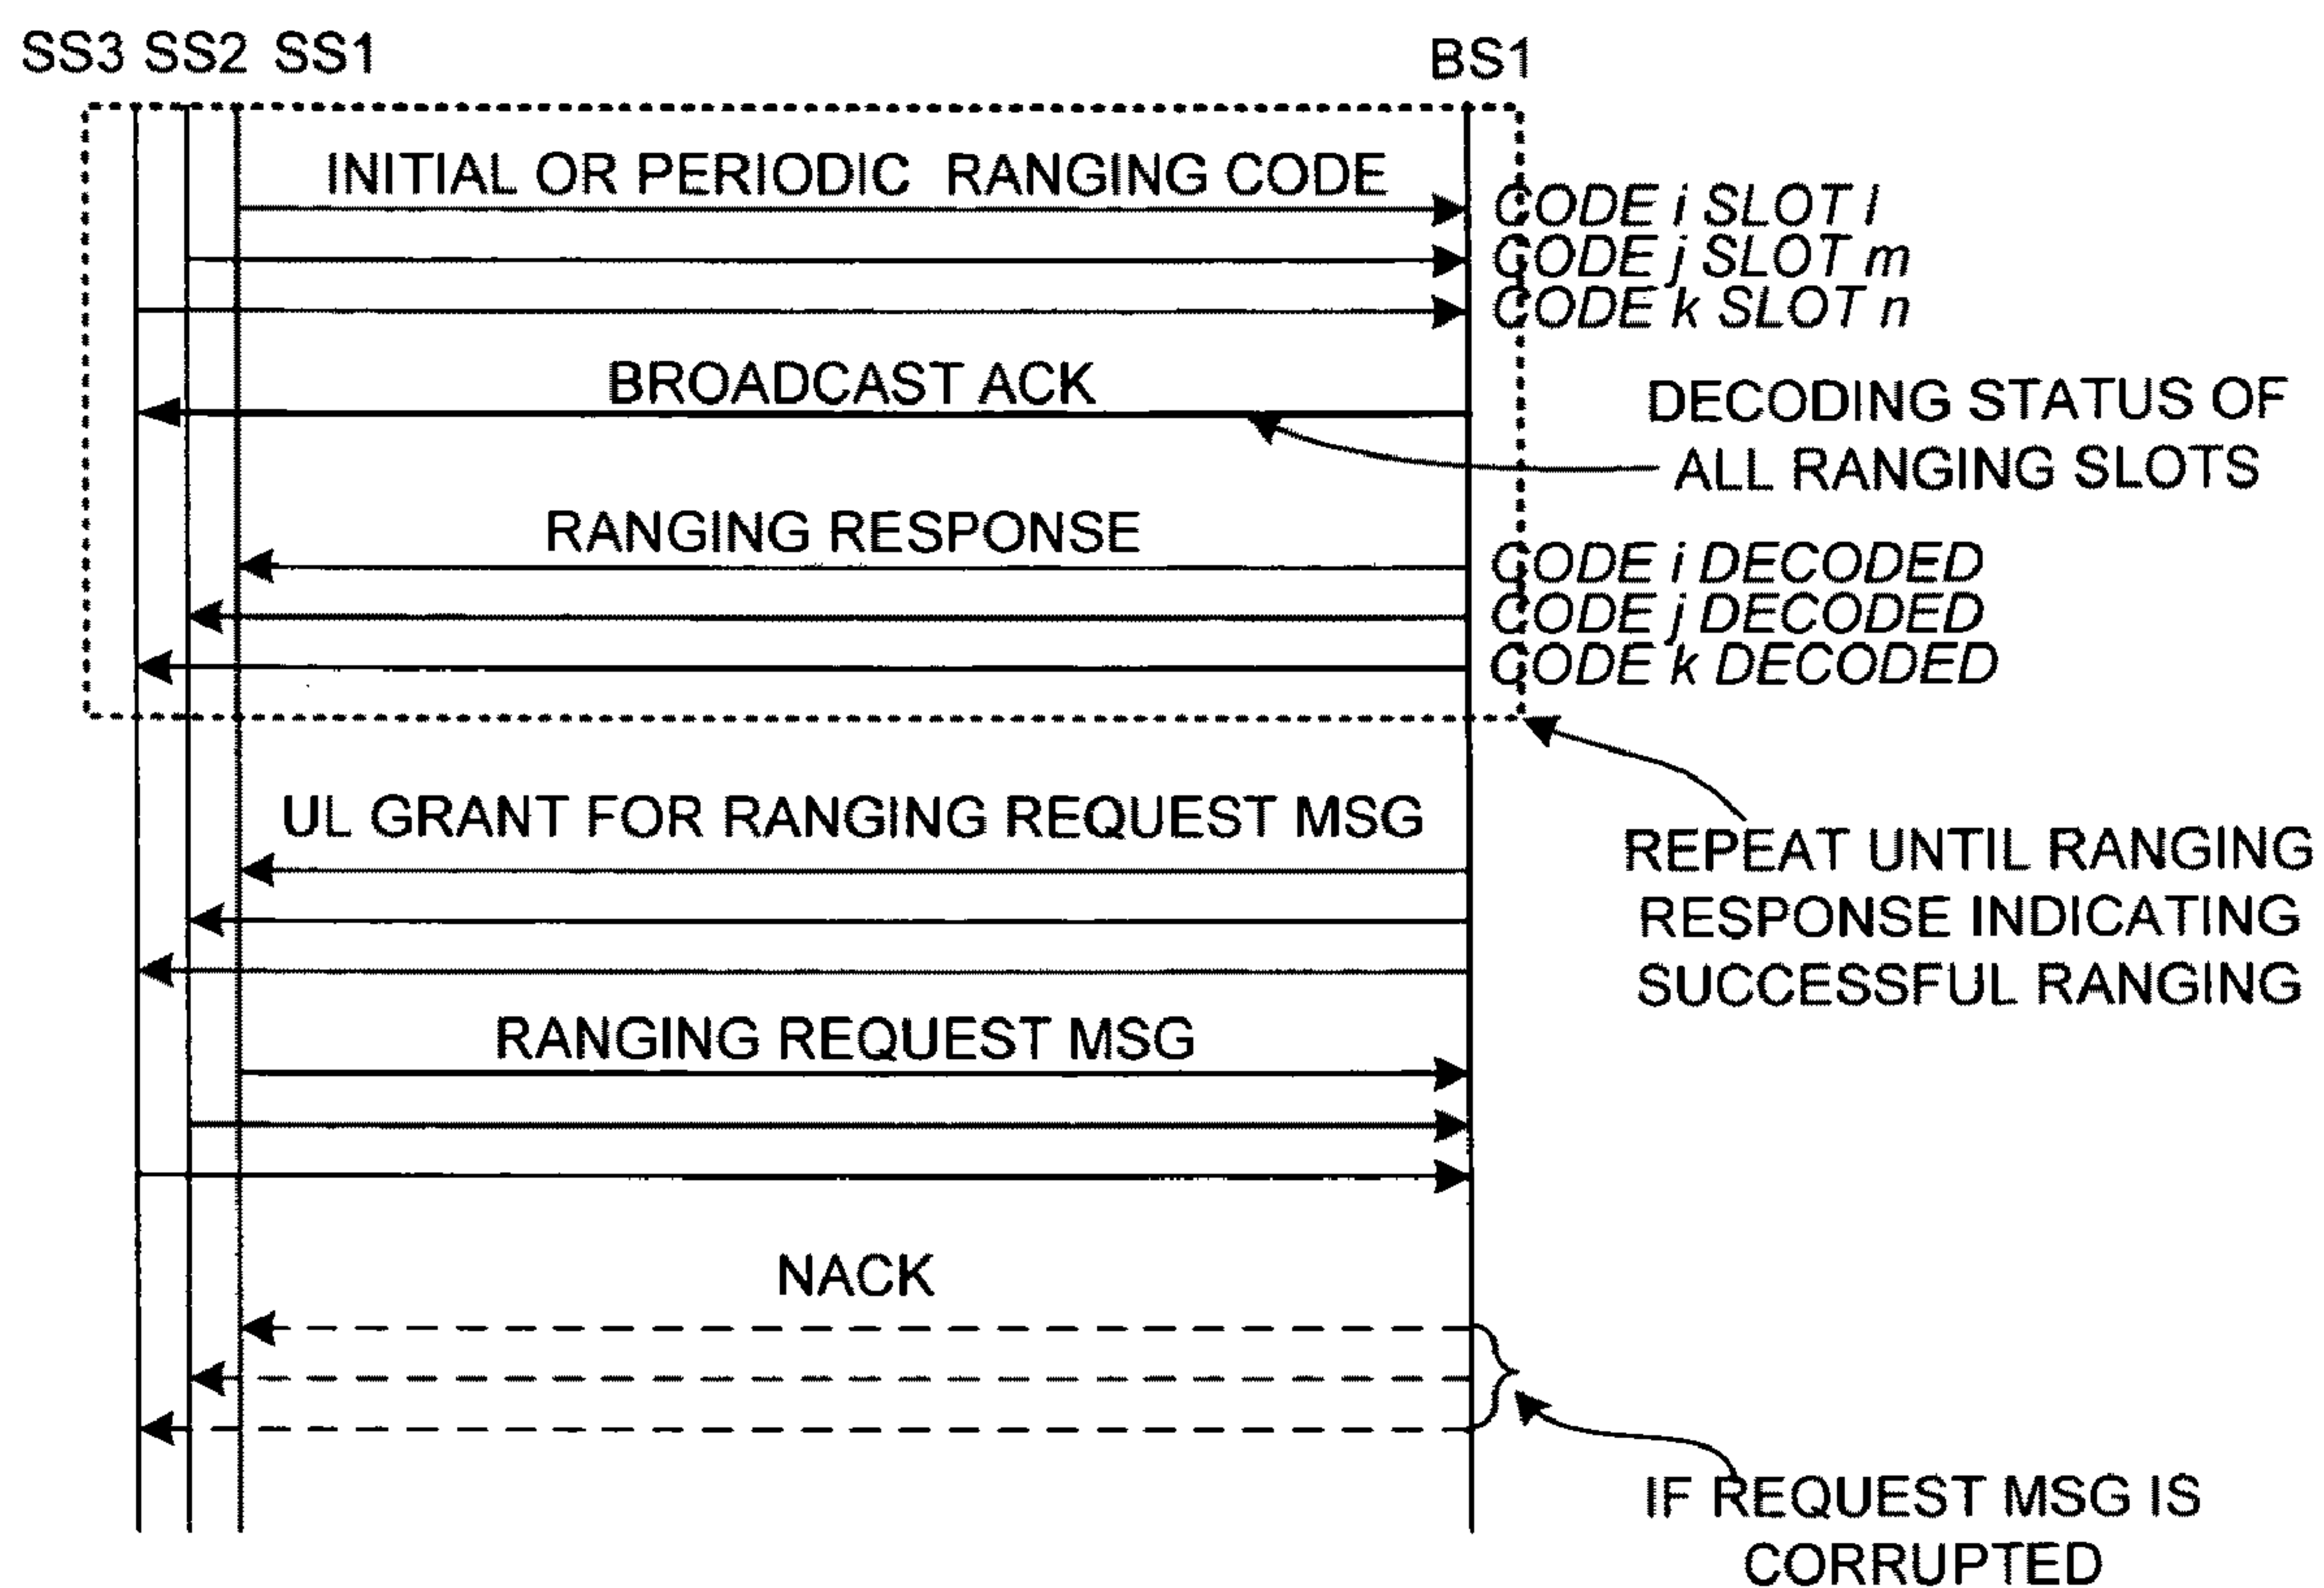 SS3 SS2 SS1 BS1
INITIAL OR PERIODIC RANGING CODE
CODE i SLOT l
CODE j SLOT m
CODE k SLOT n
BROADCAST ACK
DECODING STATUS OF
ALL RANGING SLOTS
RANGING RESPONSE
CODE i DECODED
CODE j DECODED
CODE k DECODED
UL GRANT FOR RANGING REQUEST MSG
REPEAT UNTIL RANGING
RESPONSE INDICATING
SUCCESSFUL RANGING
RANGING REQUEST MSG
NACK
IF REQUEST MSG IS
CORRUPTED